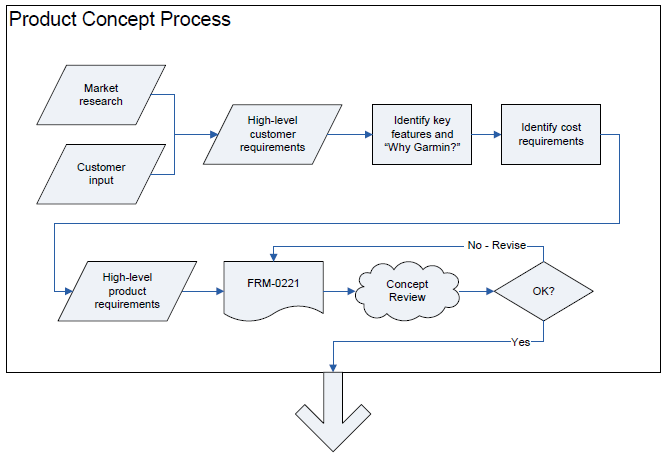 Product Concept Process
Market
research
Customer
input
High-level
customer
requirements
Identify key
features and
“Why Garmin?”
Identify cost
requirements
No - Revise
High-level
product
requirements
FRM-0221
Concept
Review
OK?
Yes